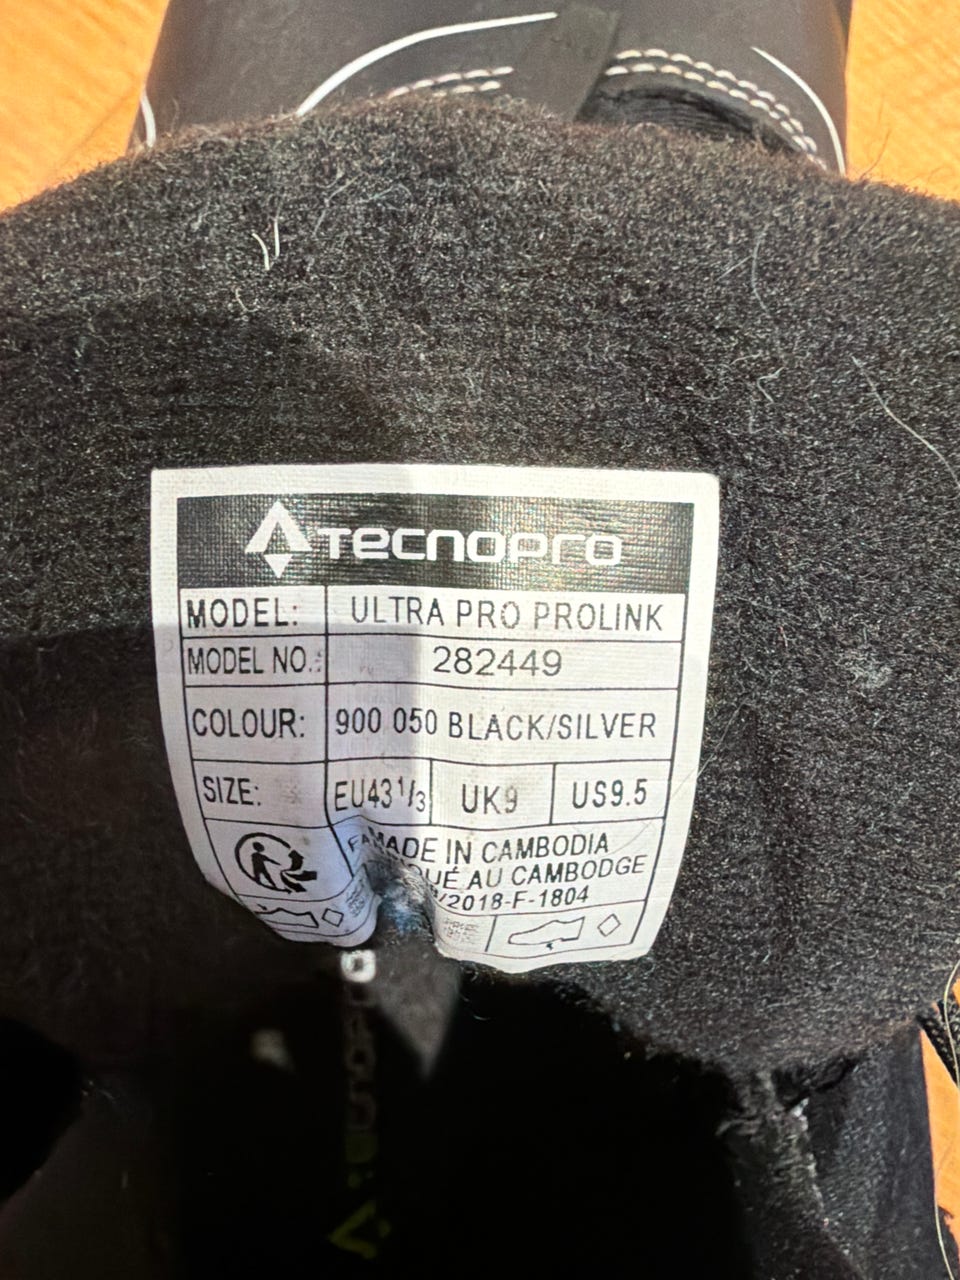 TECNOPRO
MODEL: ULTRA PRO PROLINK
MODEL NO.: 282449
COLOUR: 900 050 BLACK/SILVER
SIZE: EU43 1/3 UK9 US9.5
MADE IN CAMBODIA
AU CAMBODGE
/2018-F-1804